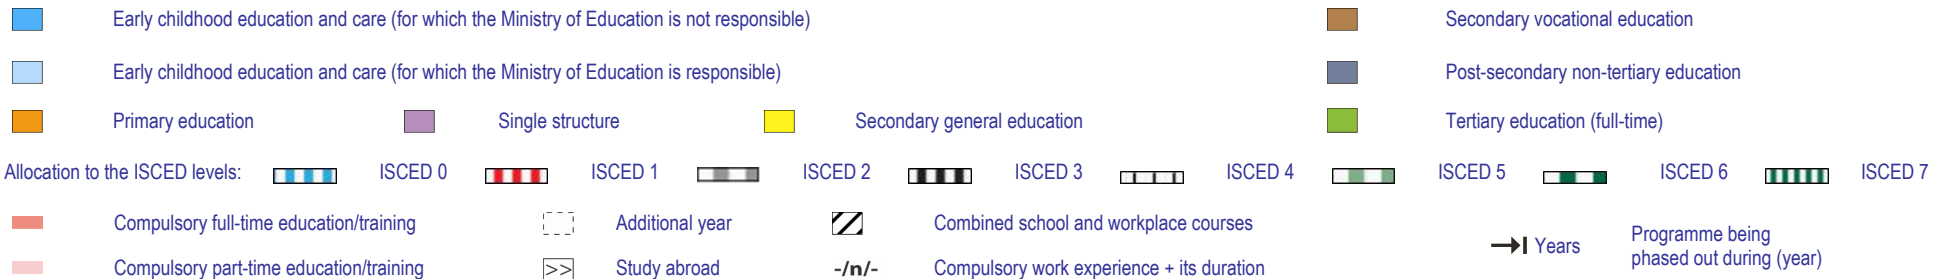 Early childhood education and care (for which the Ministry of Education is not responsible)
Secondary vocational education
Early childhood education and care (for which the Ministry of Education is responsible)
Post-secondary non-tertiary education
Primary education
Single structure
Secondary general education
Tertiary education (full-time)
Allocation to the ISCED levels:
ISCED 0
ISCED 1
ISCED 2
ISCED 3
ISCED 4
ISCED 5
ISCED 6
ISCED 7
Compulsory full-time education/training
Additional year
Combined school and workplace courses
Years
Programme being
phased out during (year)
Compulsory part-time education/training
>>
Study abroad
-/n/-
Compulsory work experience + its duration